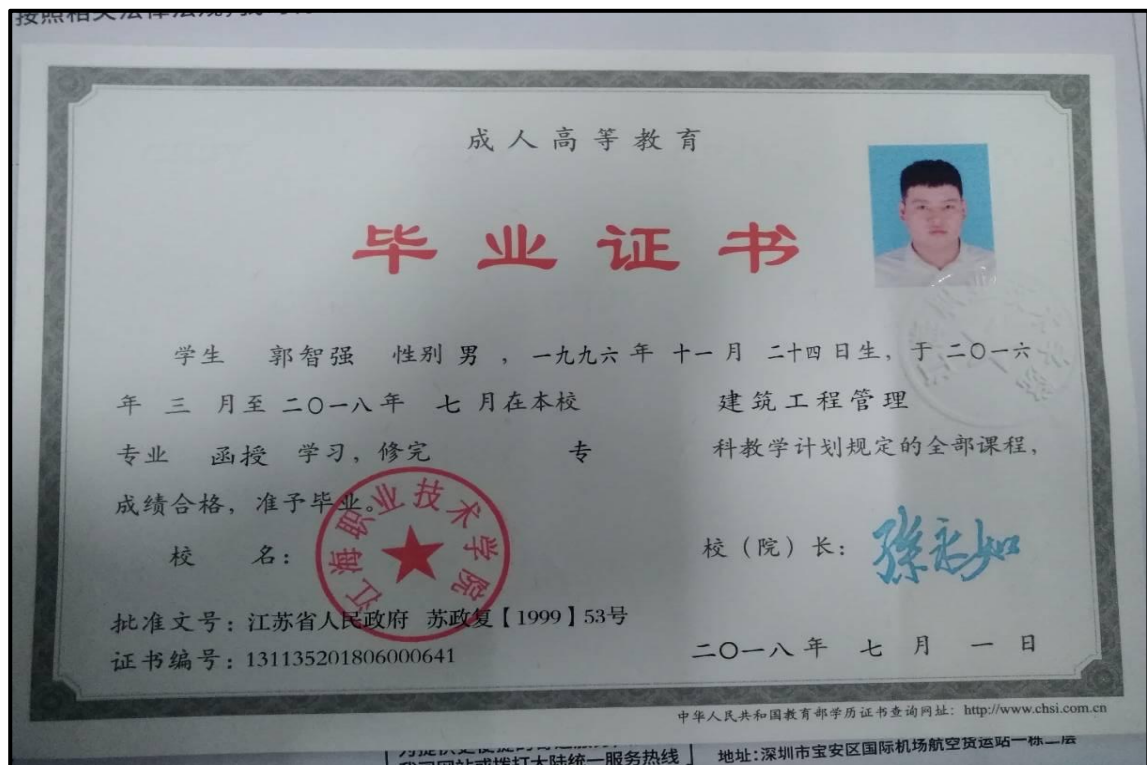 成人高等教育
毕业证书
学生 郭智强 性别 男 ，一九九六 年 十一 月 二十四 日生，于 二〇一六
年 三 月至 二〇一八 年 七 月在本校 建筑工程管理
专业 函授 学习，修完 专 科教学计划规定的全部课程，
成绩合格，准予毕业。
校 名：
江海职业技术学院
校（院）长：
孙永如
批准文号：江苏省人民政府 苏政复【1999】53号
证书编号：131135201806000641
二〇一八 年 七 月 一 日
中华人民共和国教育部学历证书查询网址：http://www.chsi.com.cn
地址:深圳市宝安区国际机场航空货运站一栋二层